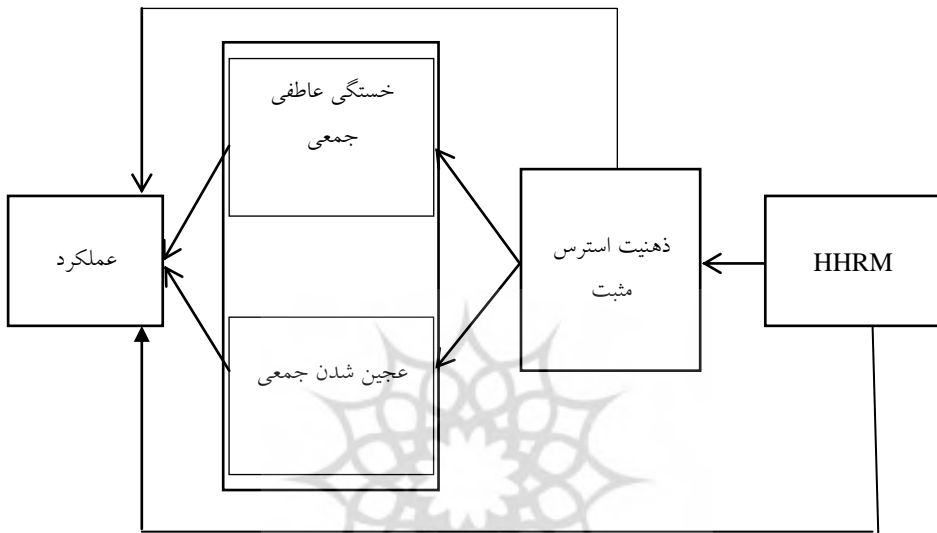 خستگی عاطفی
جمعی
ذهنیت استرس
مثبت
HHRM
عملکرد
عجین شدن جمعی